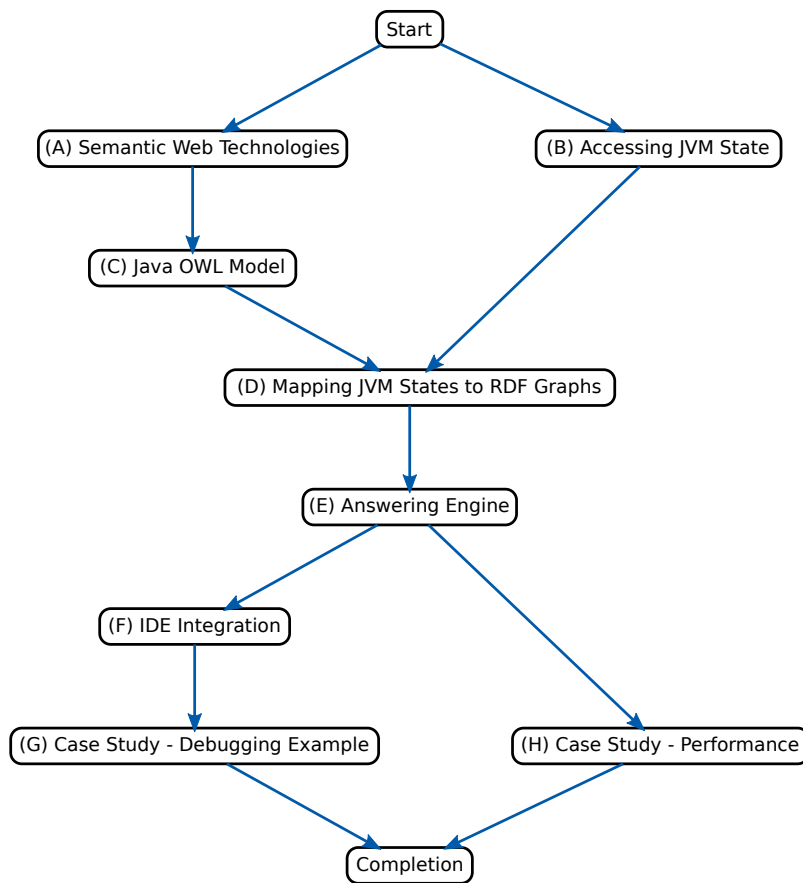 Start
(A) Semantic Web Technologies
(B) Accessing JVM State
(C) Java OWL Model
(D) Mapping JVM States to RDF Graphs
(E) Answering Engine
(F) IDE Integration
(G) Case Study - Debugging Example
(H) Case Study - Performance
Completion